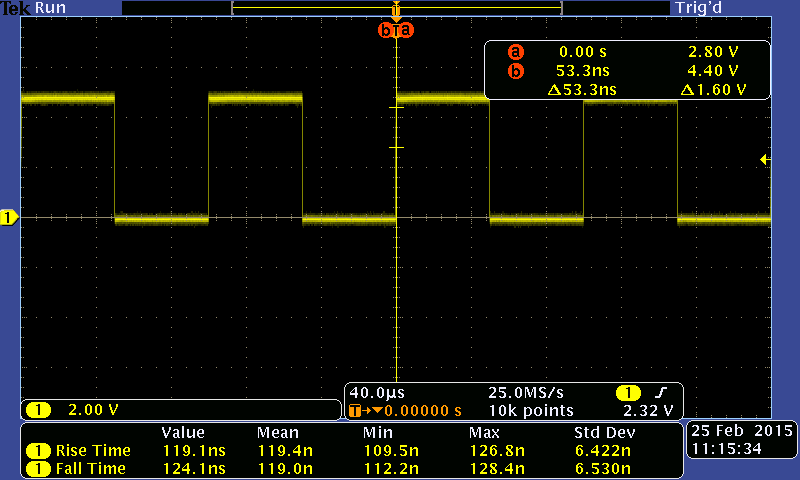 Tek Run Trig'd
T
b T a
a 0.00 s 2.80 V
b 53.3ns 4.40 V
Δ53.3ns Δ1.60 V
1
1 2.00 V
40.0µs 25.0MS/s 1
T→▼0.00000 s 10k points 2.32 V
Value Mean Min Max Std Dev
1 Rise Time 119.1ns 119.4n 109.5n 126.8n 6.422n
1 Fall Time 124.1ns 119.0n 112.2n 128.4n 6.530n
25 Feb 2015
11:15:34